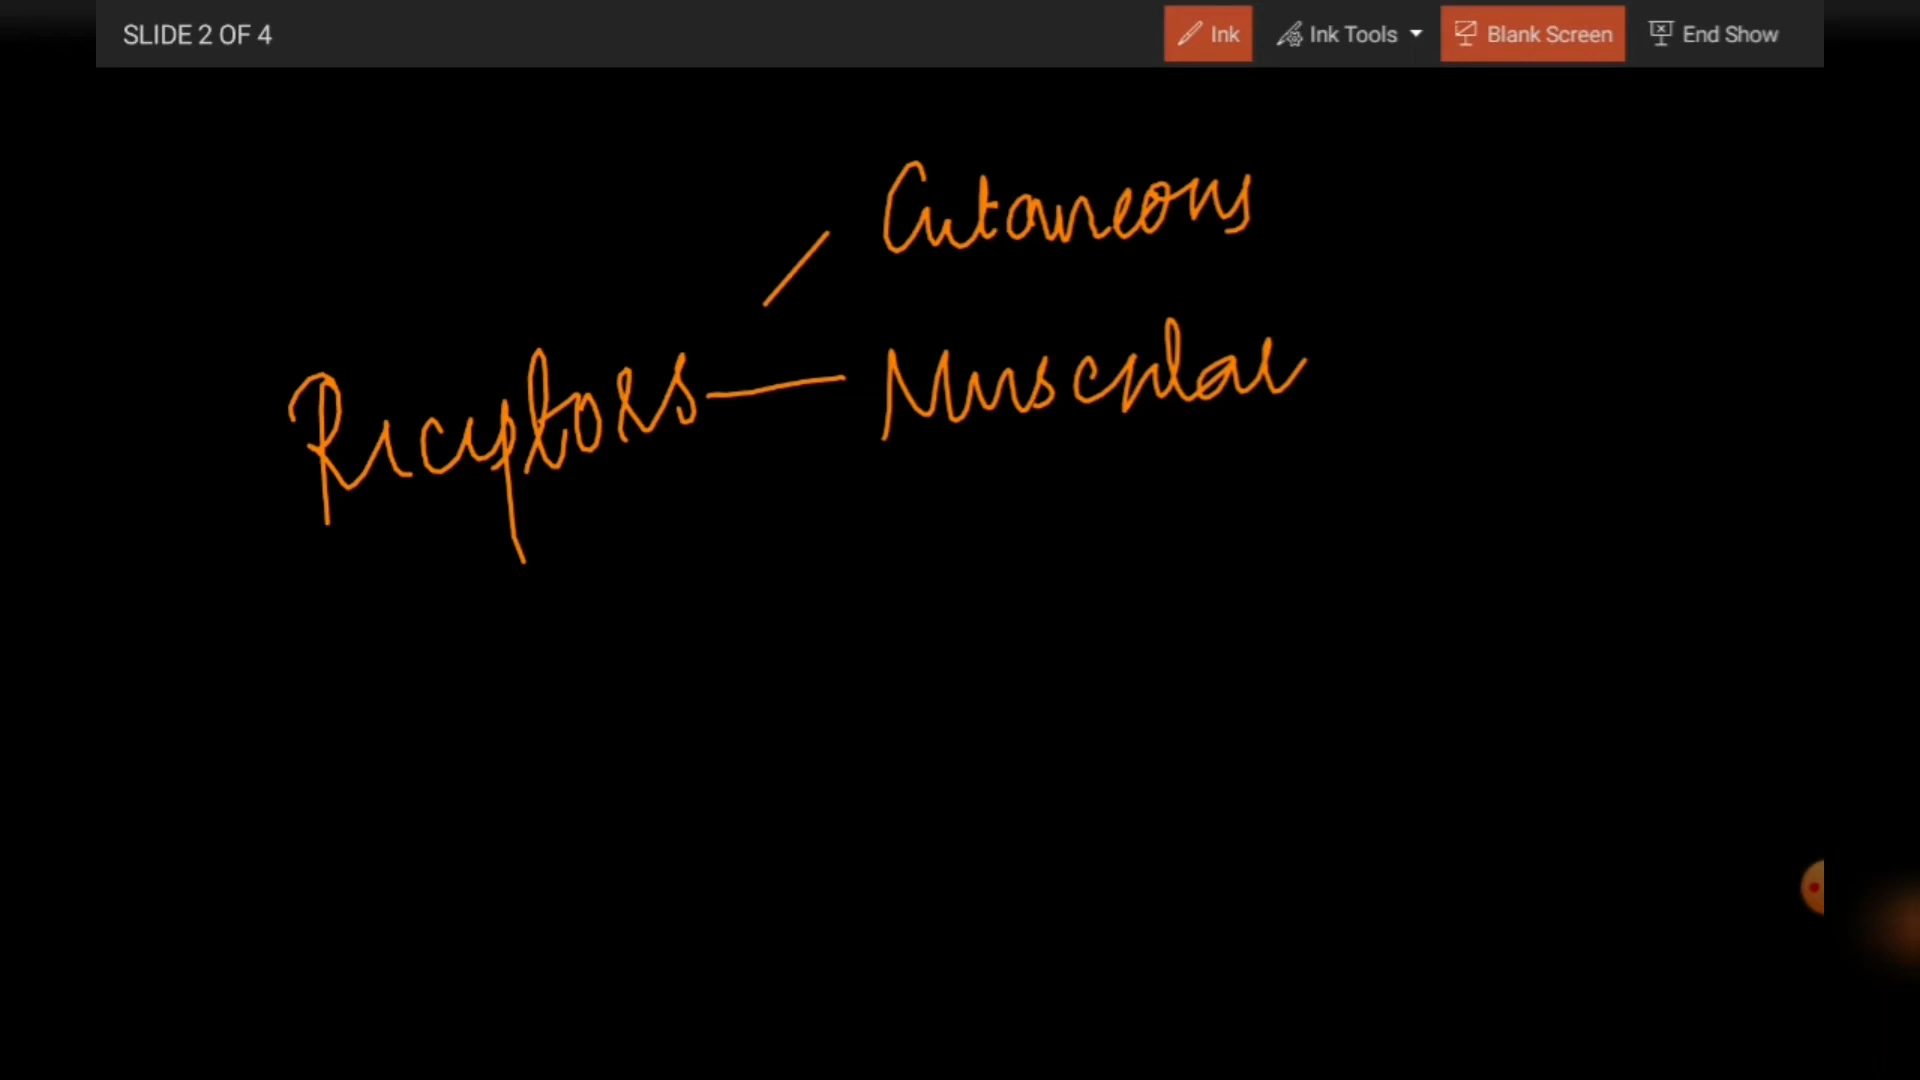 SLIDE 2 OF 4
Ink
Ink Tools
Blank Screen
End Show
Cutaneous
Receptors
Muscular